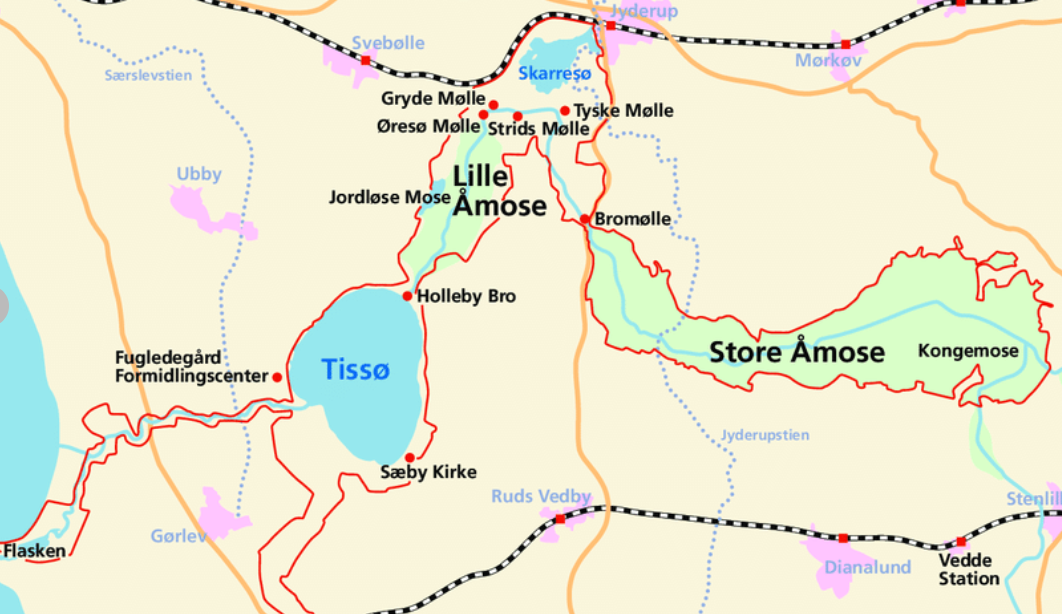 Jyderup
Svebølle
Mørkøv
Særslevstien
Skarresø
Gryde Mølle
Tyske Mølle
Øresø Mølle
Strids Mølle
Ubby
Lille
Åmose
Jordløse Mose
Bromølle
Holleby Bro
Fugledegård
Formidlingscenter
Tissø
Store Åmose
Kongemose
Jyderupstien
Sæby Kirke
Ruds Vedby
Stenlill
Gørlev
Flasken
Dianalund
Vedde
Station